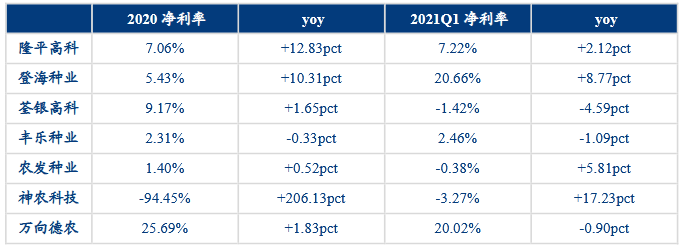 2020 净利率 yoy 2021Q1 净利率 yoy
隆平高科 7.06% +12.83pct 7.22% +2.12pct
登海种业 5.43% +10.31pct 20.66% +8.77pct
荃银高科 9.17% +1.65pct -1.42% -4.59pct
丰乐种业 2.31% -0.33pct 2.46% -1.09pct
农发种业 1.40% +0.52pct -0.38% +5.81pct
神农科技 -94.45% +206.13pct -3.27% +17.23pct
万向德农 25.69% +1.83pct 20.02% -0.90pct